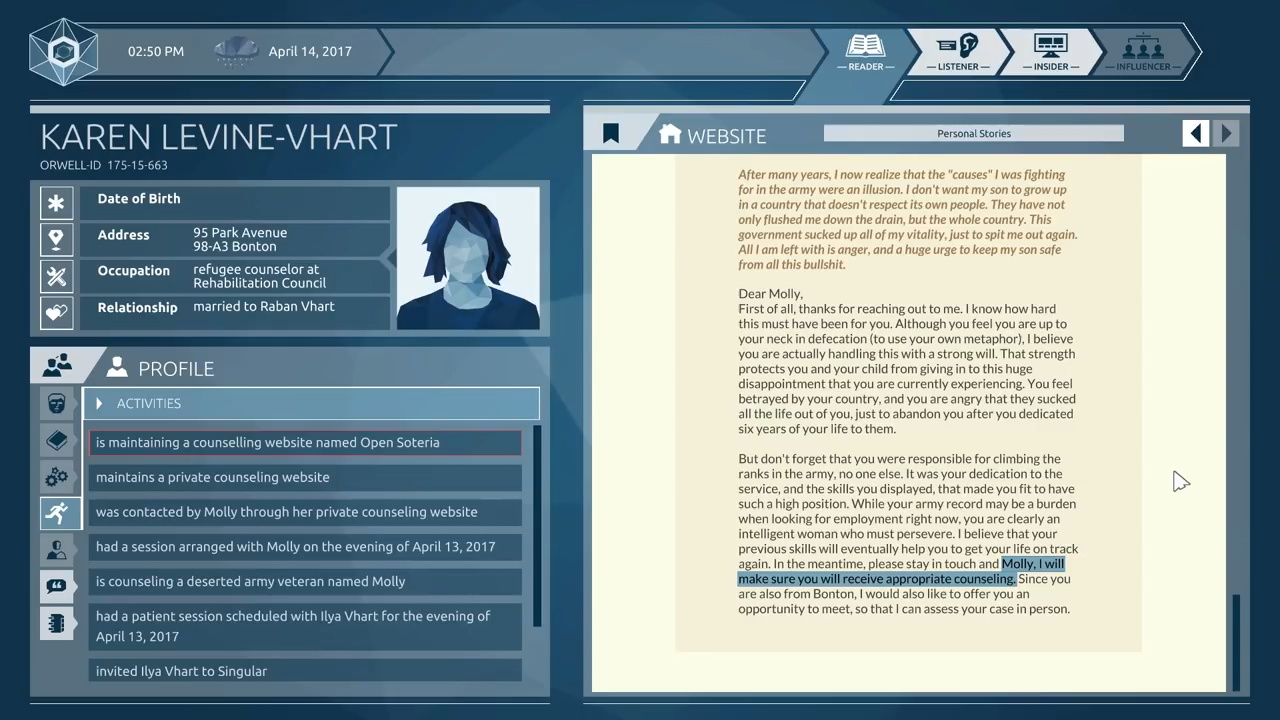 02:50 PM
April 14, 2017
READER
LISTENER
INSIDER
INFLUENCER
KAREN LEVINE-VHART
ORWELL-ID 175-15-663
Date of Birth
Address 95 Park Avenue
98-A3 Bonton
Occupation refugee counselor at
Rehabilitation Council
Relationship married to Raban Vhart
PROFILE
ACTIVITIES
is maintaining a counselling website named Open Soteria
maintains a private counseling website
was contacted by Molly through her private counseling website
had a session arranged with Molly on the evening of April 13, 2017
is counseling a deserted army veteran named Molly
had a patient session scheduled with Ilya Vhart for the evening of
April 13, 2017
invited Ilya Vhart to Singular
WEBSITE
Personal Stories
After many years, I now realize that the "causes" I was fighting
for in the army were an illusion. I don't want my son to grow up
in a country that doesn't respect its own people. They have not
only flushed me down the drain, but the whole country. This
government sucked up all of my vitality, just to spit me out again.
All I am left with is anger, and a huge urge to keep my son safe
from all this bullshit.
Dear Molly,
First of all, thanks for reaching out to me. I know how hard
this must have been for you. Although you feel you are up to
your neck in defecation (to use your own metaphor), I believe
you are actually handling this with a strong will. That strength
protects you and your child from giving in to this huge
disappointment that you are currently experiencing. You feel
betrayed by your country, and you are angry that they sucked
all the life out of you, just to abandon you after you dedicated
six years of your life to them.
But don't forget that you were responsible for climbing the
ranks in the army, no one else. It was your dedication to the
service, and the skills you displayed, that made you fit to have
such a high position. While your army record may be a burden
when looking for employment right now, you are clearly an
intelligent woman who must persevere. I believe that your
previous skills will eventually help you to get your life on track
again. In the meantime, please stay in touch and Molly, I will
make sure you will receive appropriate counseling. Since you
are also from Bonton, I would also like to offer you an
opportunity to meet, so that I can assess your case in person.